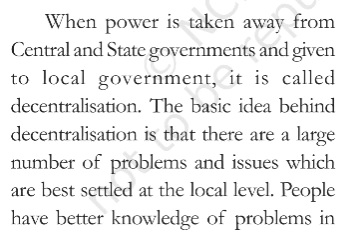 When power is taken away from
Central and State governments and given
to local government, it is called
decentralisation. The basic idea behind
decentralisation is that there are a large
number of problems and issues which
are best settled at the local level. People
have better knowledge of problems in